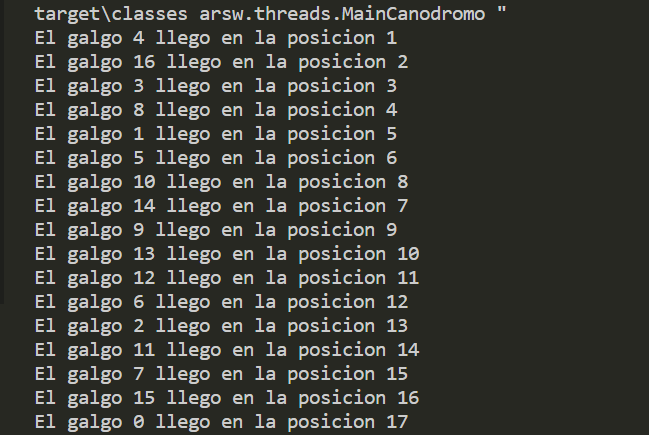 target\classes arsw.threads.MainCanodromo "
El galgo 4 llego en la posicion 1
El galgo 16 llego en la posicion 2
El galgo 3 llego en la posicion 3
El galgo 8 llego en la posicion 4
El galgo 1 llego en la posicion 5
El galgo 5 llego en la posicion 6
El galgo 10 llego en la posicion 8
El galgo 14 llego en la posicion 7
El galgo 9 llego en la posicion 9
El galgo 13 llego en la posicion 10
El galgo 12 llego en la posicion 11
El galgo 6 llego en la posicion 12
El galgo 2 llego en la posicion 13
El galgo 11 llego en la posicion 14
El galgo 7 llego en la posicion 15
El galgo 15 llego en la posicion 16
El galgo 0 llego en la posicion 17